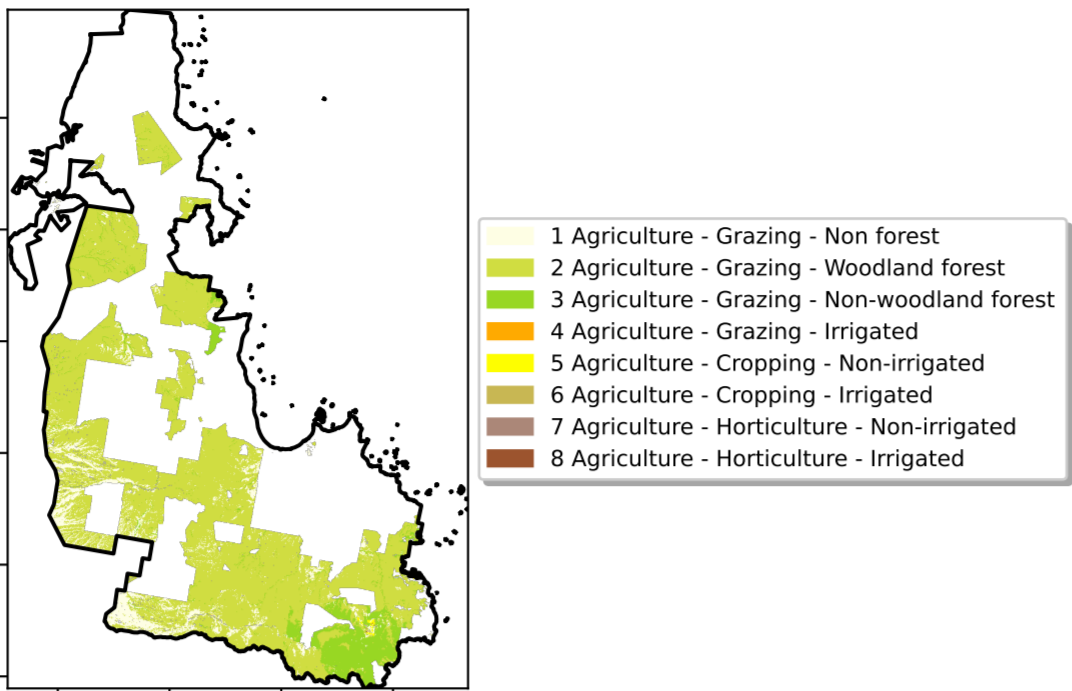 1 Agriculture - Grazing - Non forest
2 Agriculture - Grazing - Woodland forest
3 Agriculture - Grazing - Non-woodland forest
4 Agriculture - Grazing - Irrigated
5 Agriculture - Cropping - Non-irrigated
6 Agriculture - Cropping - Irrigated
7 Agriculture - Horticulture - Non-irrigated
8 Agriculture - Horticulture - Irrigated